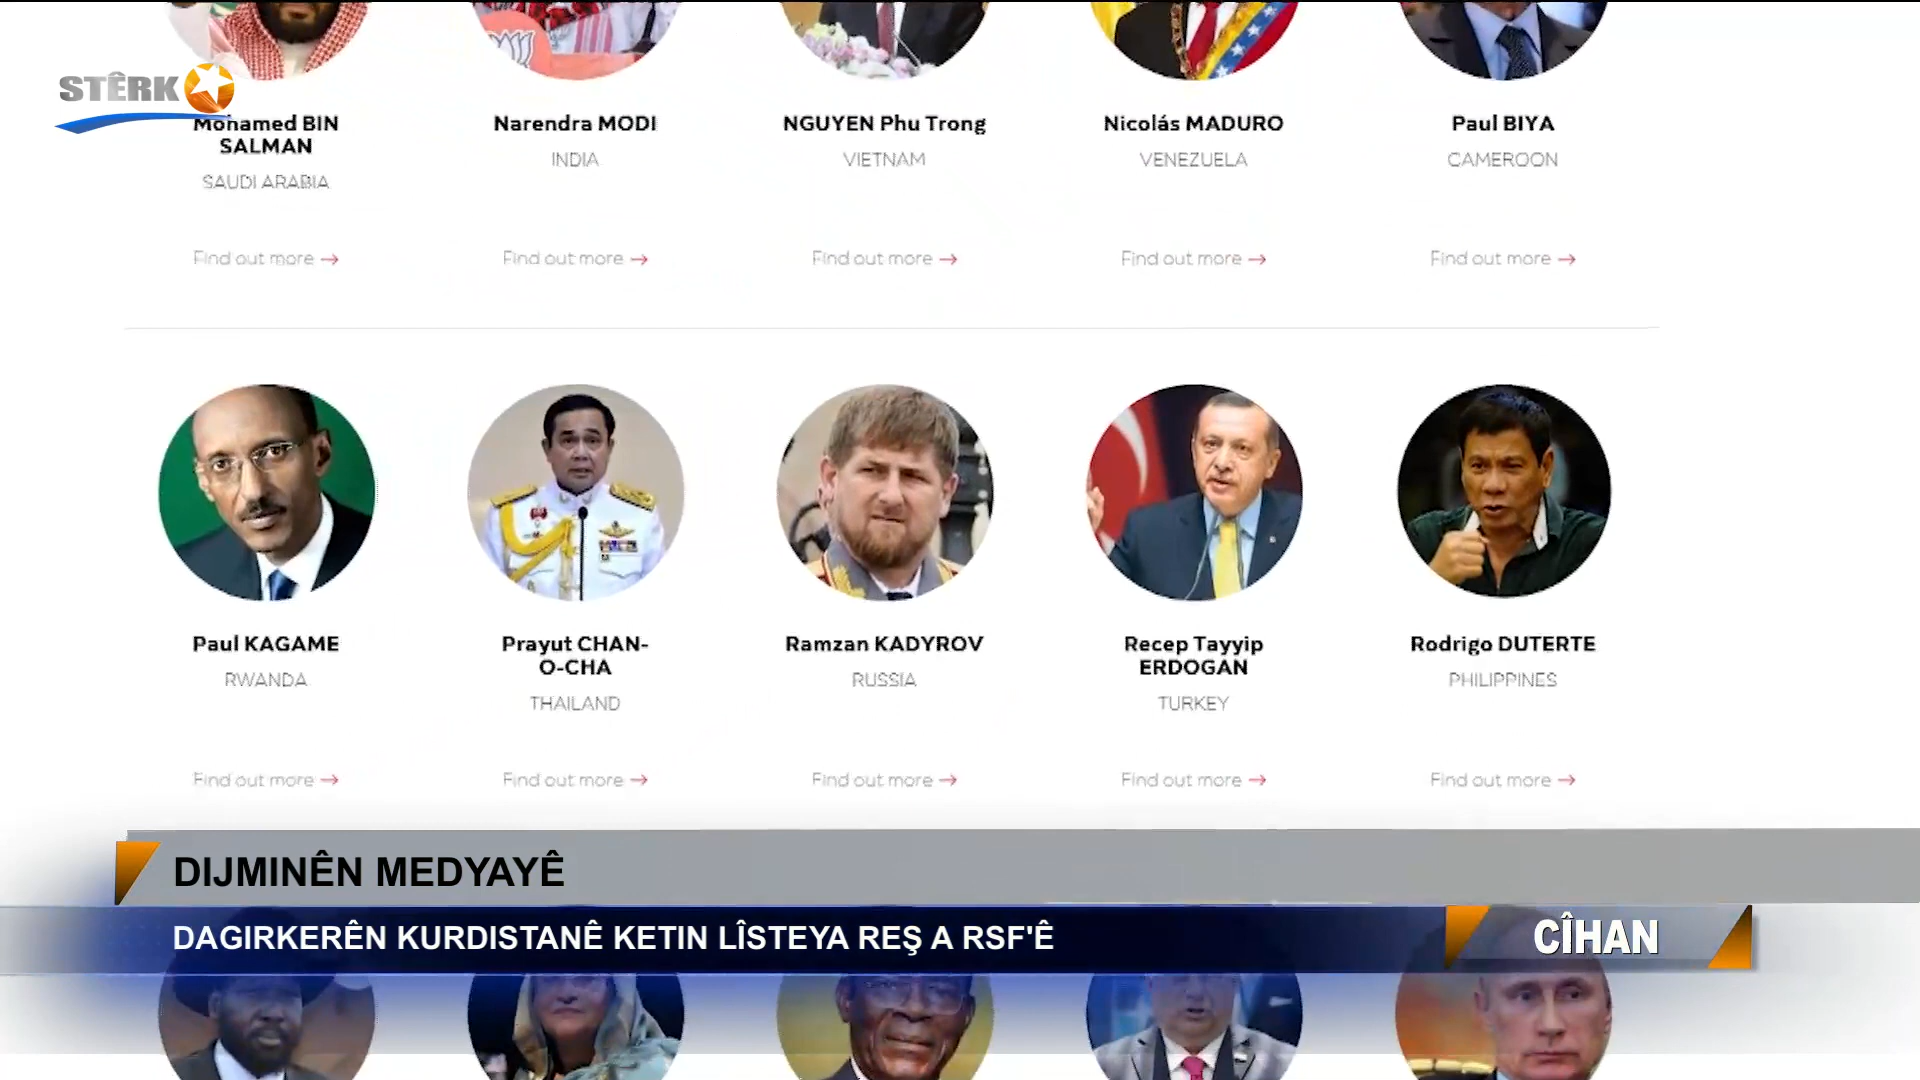 STÊRK
Mohamed BIN
SALMAN
SAUDI ARABIA
Find out more →
Narendra MODI
INDIA
Find out more →
NGUYEN Phu Trong
VIETNAM
Find out more →
Nicolás MADURO
VENEZUELA
Find out more →
Paul BIYA
CAMEROON
Find out more →
Paul KAGAME
RWANDA
Find out more →
Prayut CHAN-
O-CHA
THAILAND
Find out more →
Ramzan KADYROV
RUSSIA
Find out more →
Recep Tayyip
ERDOGAN
TURKEY
Find out more →
Rodrigo DUTERTE
PHILIPPINES
Find out more →
DIJMINÊN MEDYAYÊ
DAGIRKERÊN KURDISTANÊ KETIN LÎSTEYA REŞ A RSF'Ê
CÎHAN